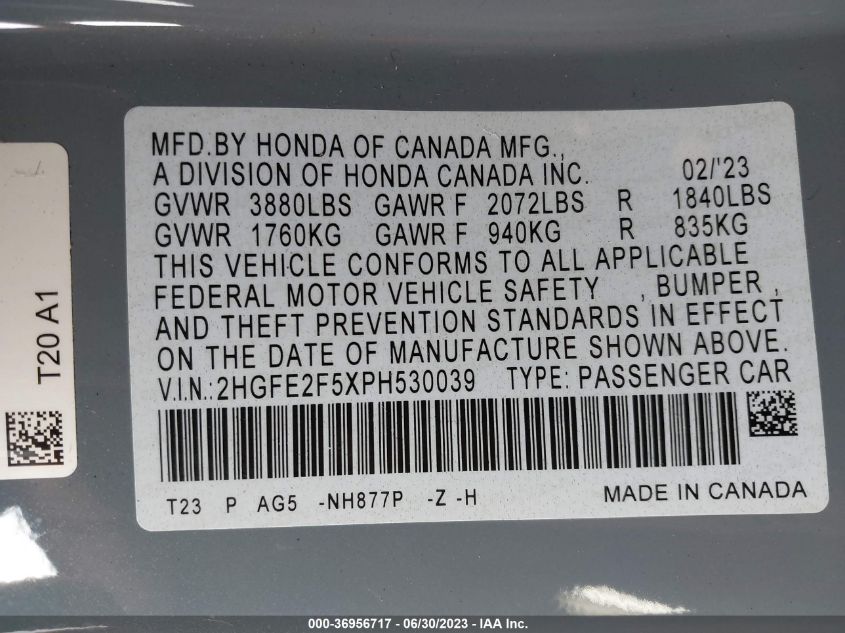 MFD.BY HONDA OF CANADA MFG.,
A DIVISION OF HONDA CANADA INC. 02/'23
GVWR 3880LBS GAWR F 2072LBS R 1840LBS
GVWR 1760KG GAWR F 940KG R 835KG
THIS VEHICLE CONFORMS TO ALL APPLICABLE
FEDERAL MOTOR VEHICLE SAFETY , BUMPER ,
AND THEFT PREVENTION STANDARDS IN EFFECT
ON THE DATE OF MANUFACTURE SHOWN ABOVE.
V.I.N.:2HGFE2F5XPH530039 TYPE: PASSENGER CAR
T23 P AG5 -NH877P -Z -H MADE IN CANADA
T20 A1
000-36956717 - 06/30/2023 - IAA Inc.